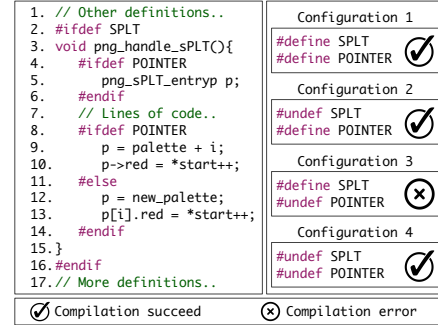 1. // Other definitions..
2. #ifdef SPLT
3. void png_handle_sPLT(){
4. #ifdef POINTER
5. png_sPLT_entryp p;
6. #endif
7. // Lines of code..
8. #ifdef POINTER
9. p = palette + i;
10. p->red = *start++;
11. #else
12. p = new_palette;
13. p[i].red = *start++;
14. #endif
15. }
16. #endif
17. // More definitions..
Configuration 1
#define SPLT
#define POINTER
Configuration 2
#undef SPLT
#define POINTER
Configuration 3
#define SPLT
#undef POINTER
Configuration 4
#undef SPLT
#undef POINTER
Compilation succeed
Compilation error